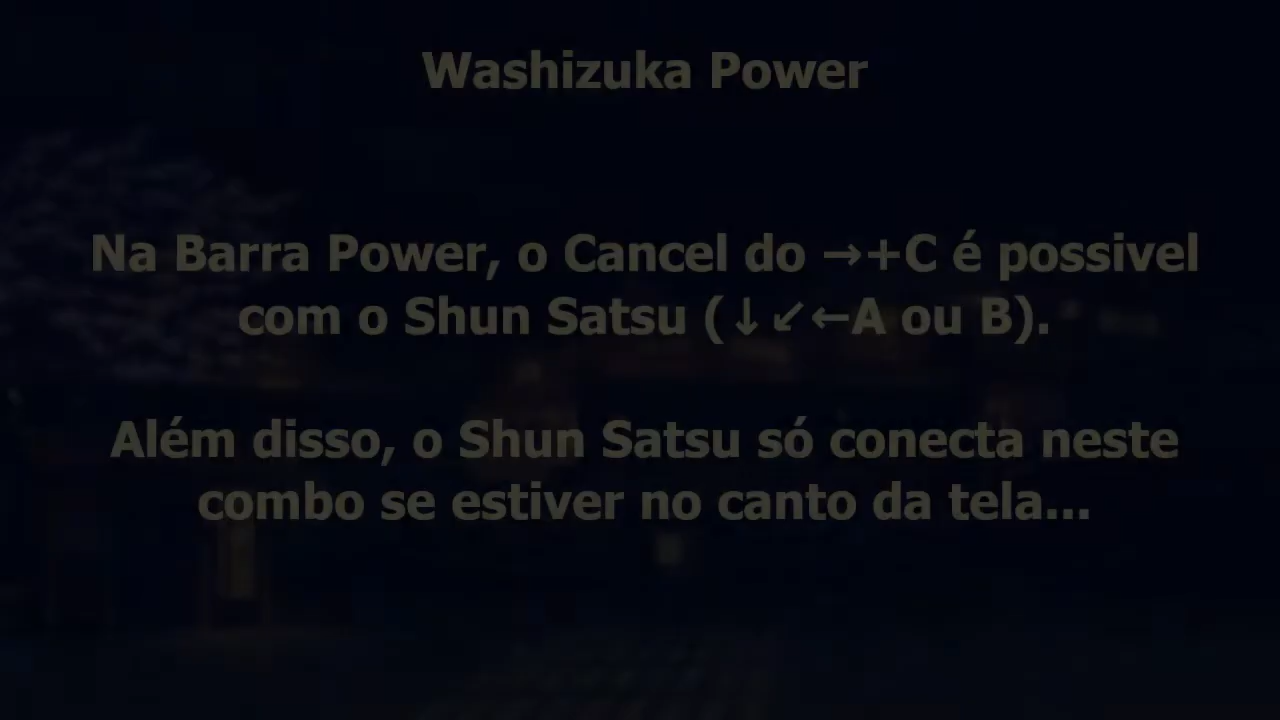 Washizuka Power
Na Barra Power, o Cancel do →+C é possivel
com o Shun Satsu (↓↙←A ou B).
Além disso, o Shun Satsu só conecta neste
combo se estiver no canto da tela...